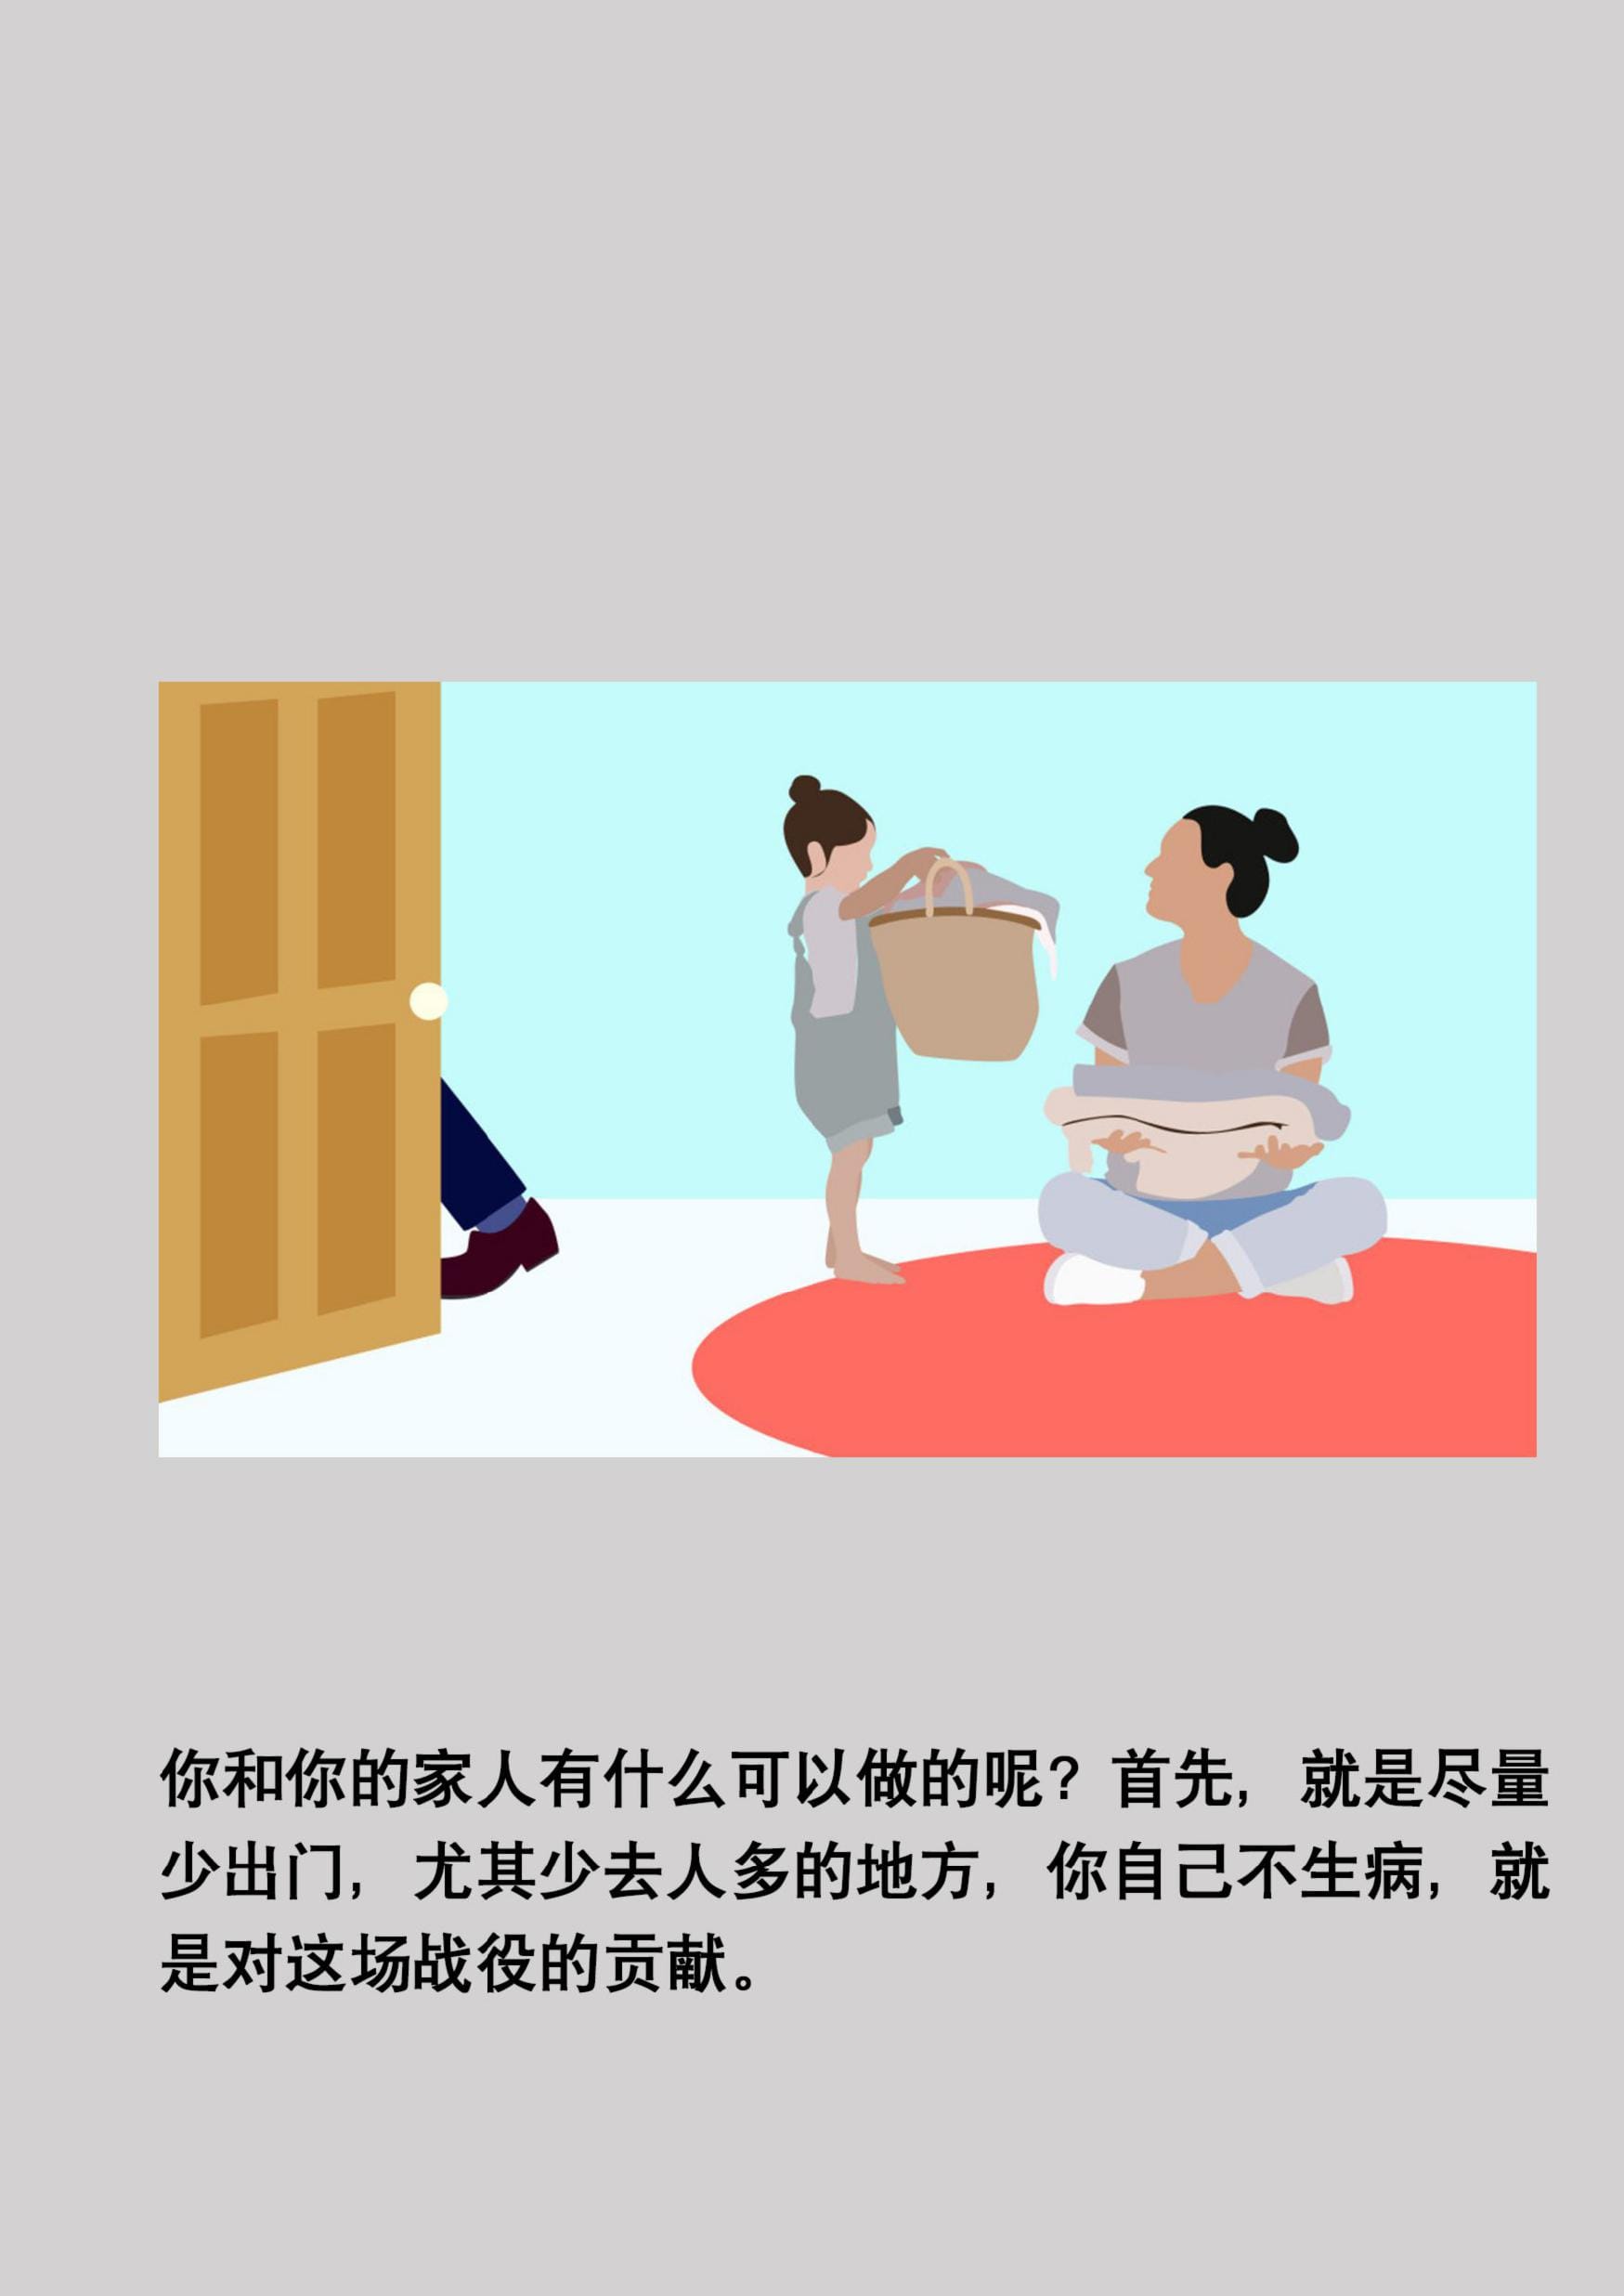 你和你的家人有什么可以做的呢？首先，就是尽量
少出门，尤其少去人多的地方，你自己不生病，就
是对这场战役的贡献。